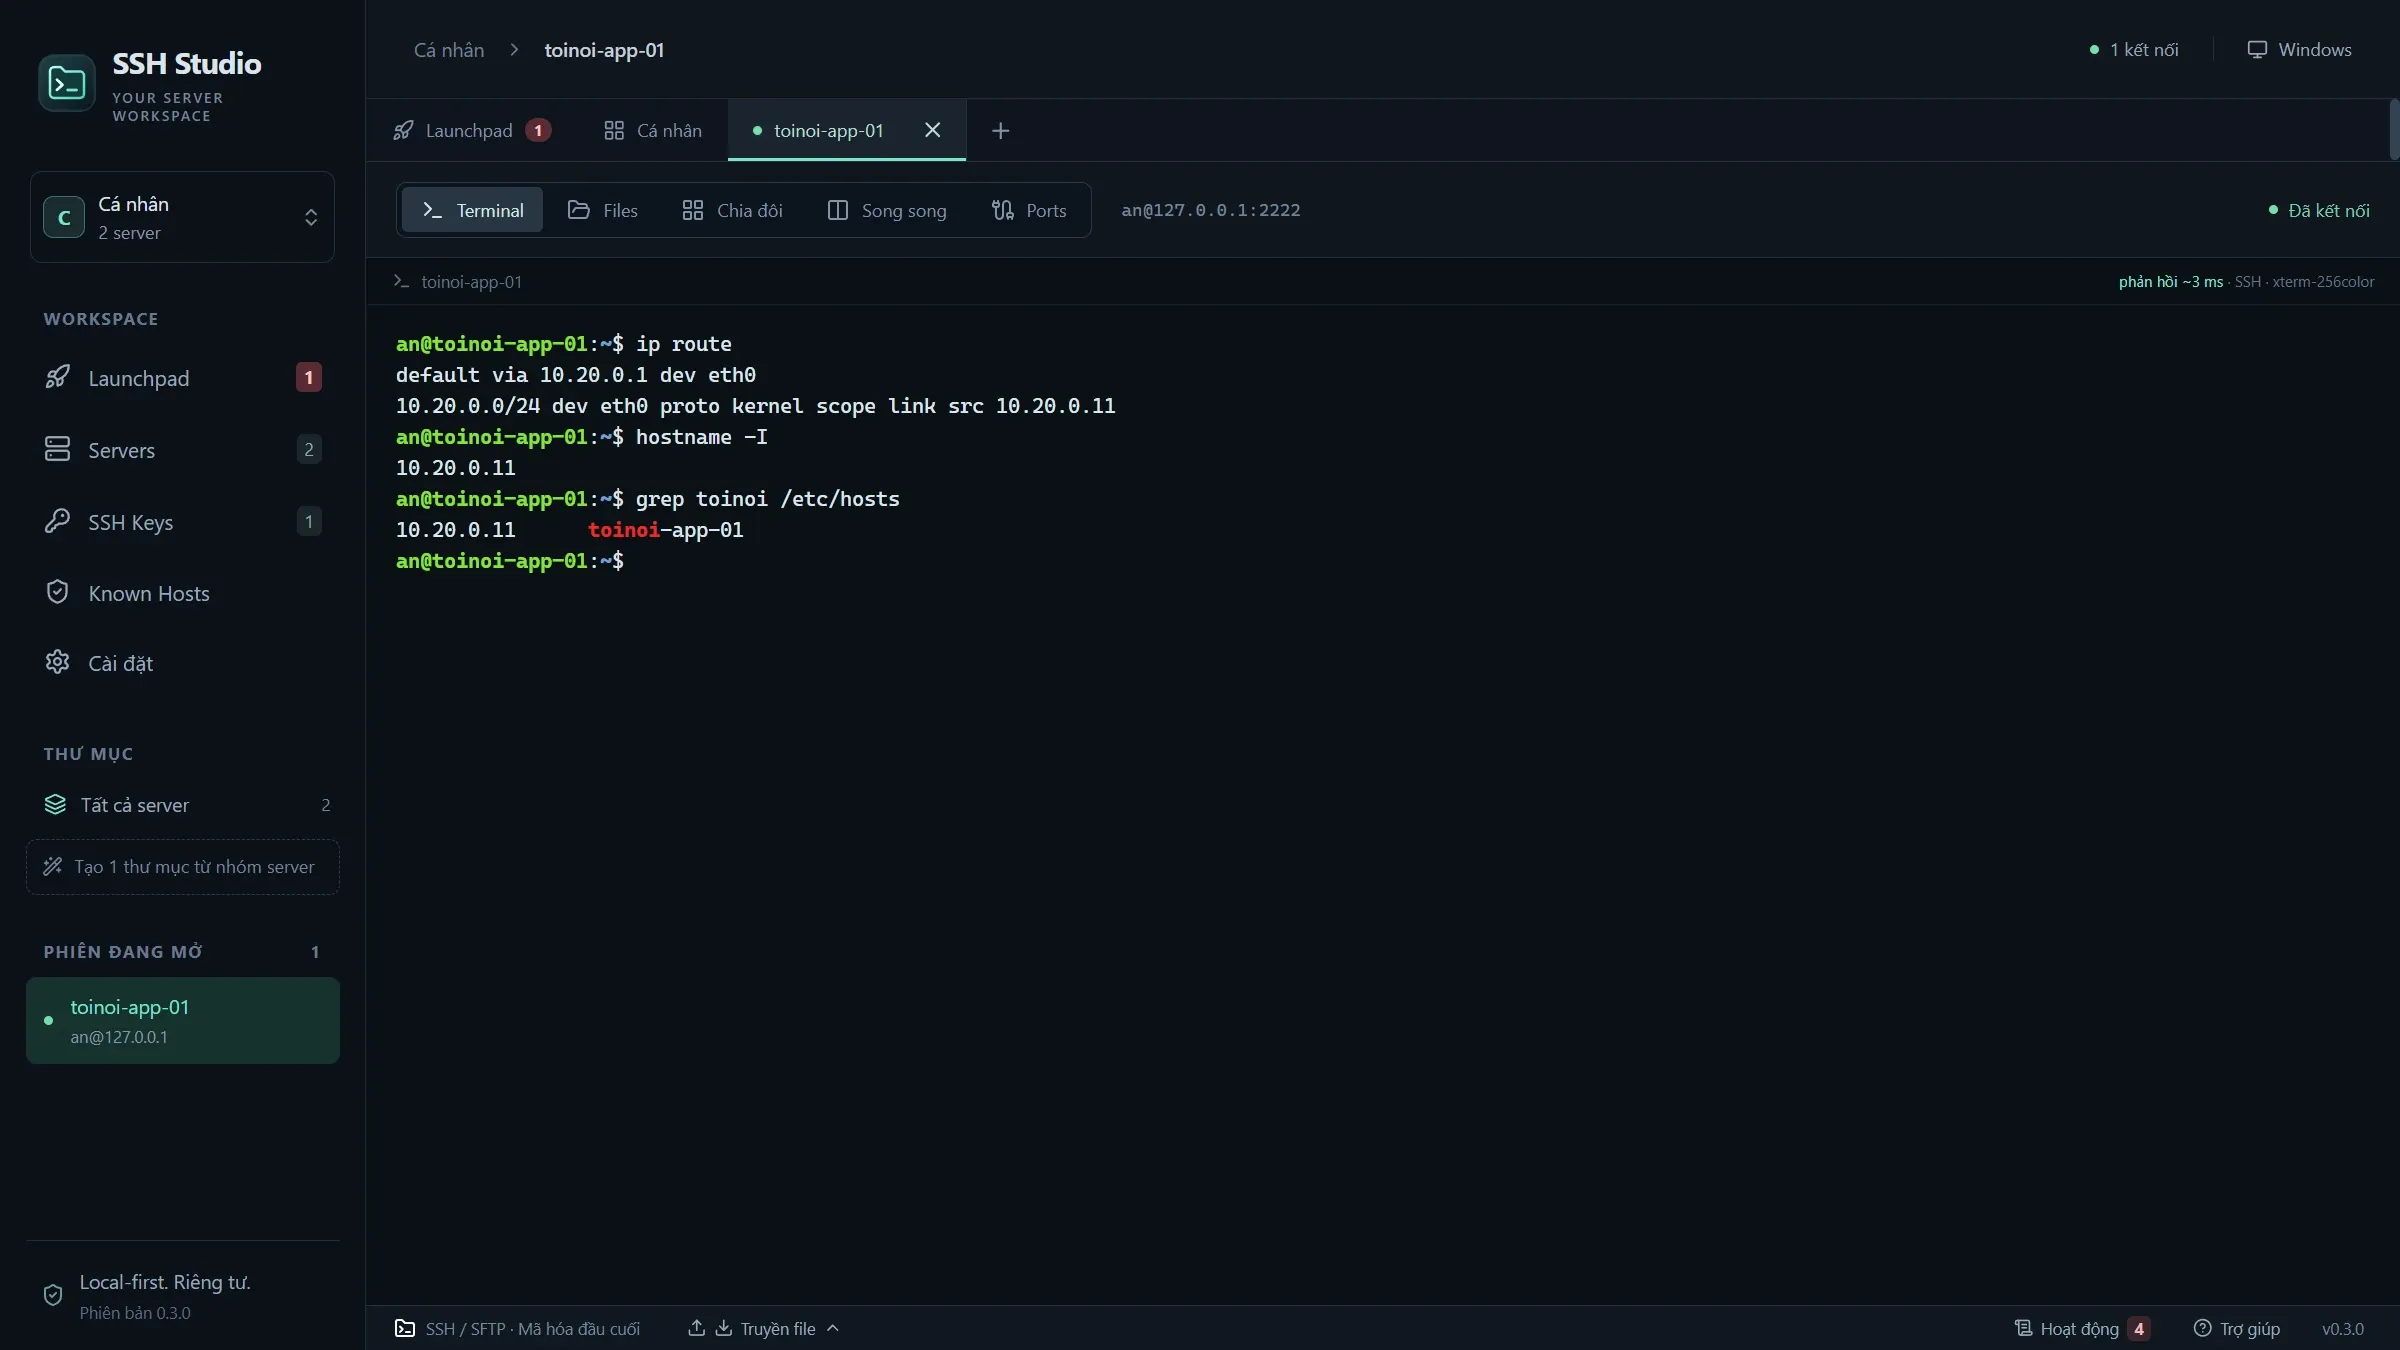 SSH Studio
YOUR SERVER
WORKSPACE
C
Cá nhân
2 server
WORKSPACE
Launchpad 1
Servers 2
SSH Keys 1
Known Hosts
Cài đặt
THƯ MỤC
Tất cả server 2
Tạo 1 thư mục từ nhóm server
PHIÊN ĐANG MỞ 1
toinoi-app-01
an@127.0.0.1
Local-first. Riêng tư.
Phiên bản 0.3.0
Cá nhân > toinoi-app-01
1 kết nối
Windows
Launchpad 1
Cá nhân
toinoi-app-01
Terminal
Files
Chia đôi
Song song
Ports
an@127.0.0.1:2222
Đã kết nối
toinoi-app-01
phản hồi ~3 ms · SSH · xterm-256color
an@toinoi-app-01:~$ ip route
default via 10.20.0.1 dev eth0
10.20.0.0/24 dev eth0 proto kernel scope link src 10.20.0.11
an@toinoi-app-01:~$ hostname -I
10.20.0.11
an@toinoi-app-01:~$ grep toinoi /etc/hosts
10.20.0.11 toinoi-app-01
an@toinoi-app-01:~$
SSH / SFTP · Mã hóa đầu cuối
Truyền file
Hoạt động 4
Trợ giúp
v0.3.0